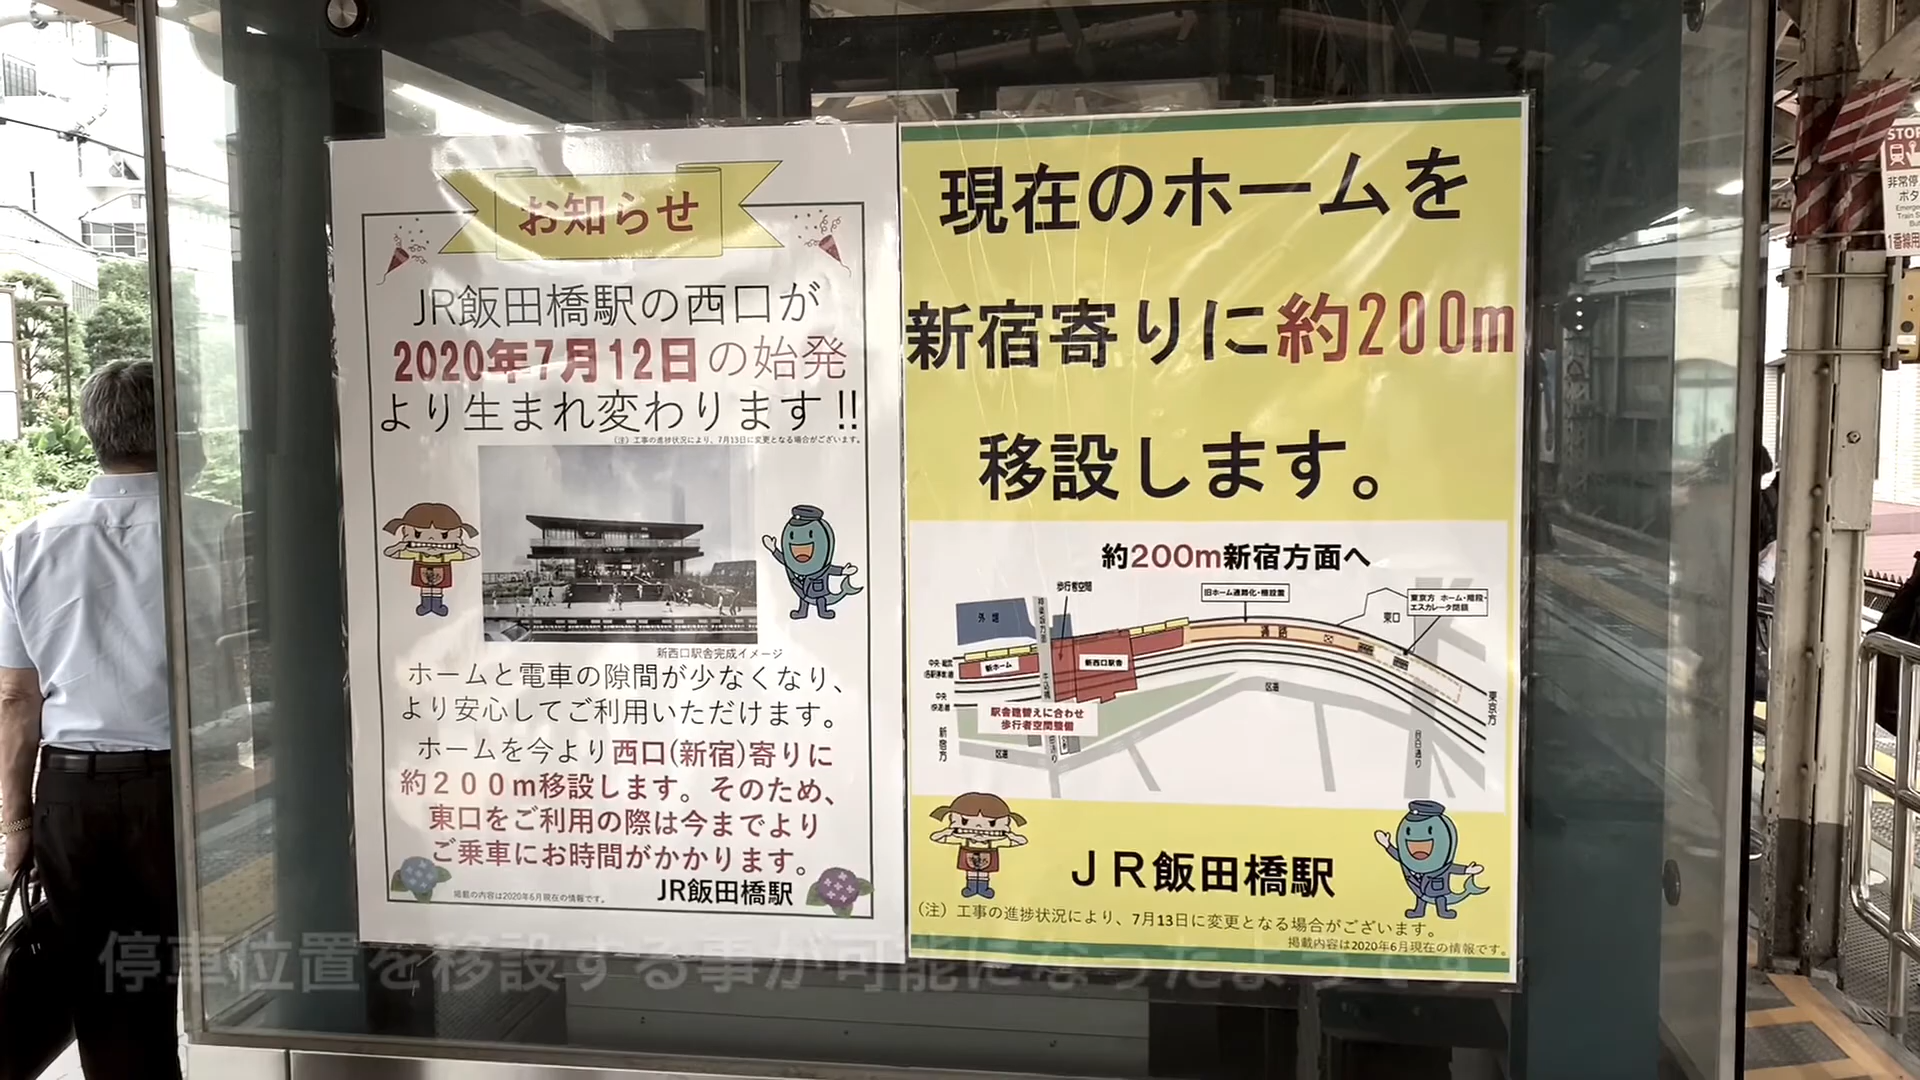 お知らせ
JR飯田橋駅の西口が
2020年7月12日の始発
より生まれ変わります!!
(注)工事の進捗状況により、7月13日に変更となる場合がございます。
新西口駅舎完成イメージ
ホームと電車の隙間が少なくなり、
より安心してご利用いただけます。
ホームを今より西口(新宿)寄りに
約200m移設します。そのため、
東口をご利用の際は今までより
ご乗車にお時間がかかります。
JR飯田橋駅
掲載の内容は2020年6月現在の情報です。
現在のホームを
新宿寄りに約200m
移設します。
約200m新宿方面へ
歩行者空間
旧ホーム通路化・柵設置
東京方 ホーム・階段・
エスカレータ閉鎖
外堀
東口
通路
新ホーム
新西口駅舎
駅舎建替えに合わせ
歩行者空間整備
区道
区道
新宿方
東京方
目白通り
JR飯田橋駅
(注)工事の進捗状況により、7月13日に変更となる場合がございます。
掲載内容は2020年6月現在の情報です。
停車位置を移設する事が可能になったようです
STOP
非常停
ボタ
1番線用